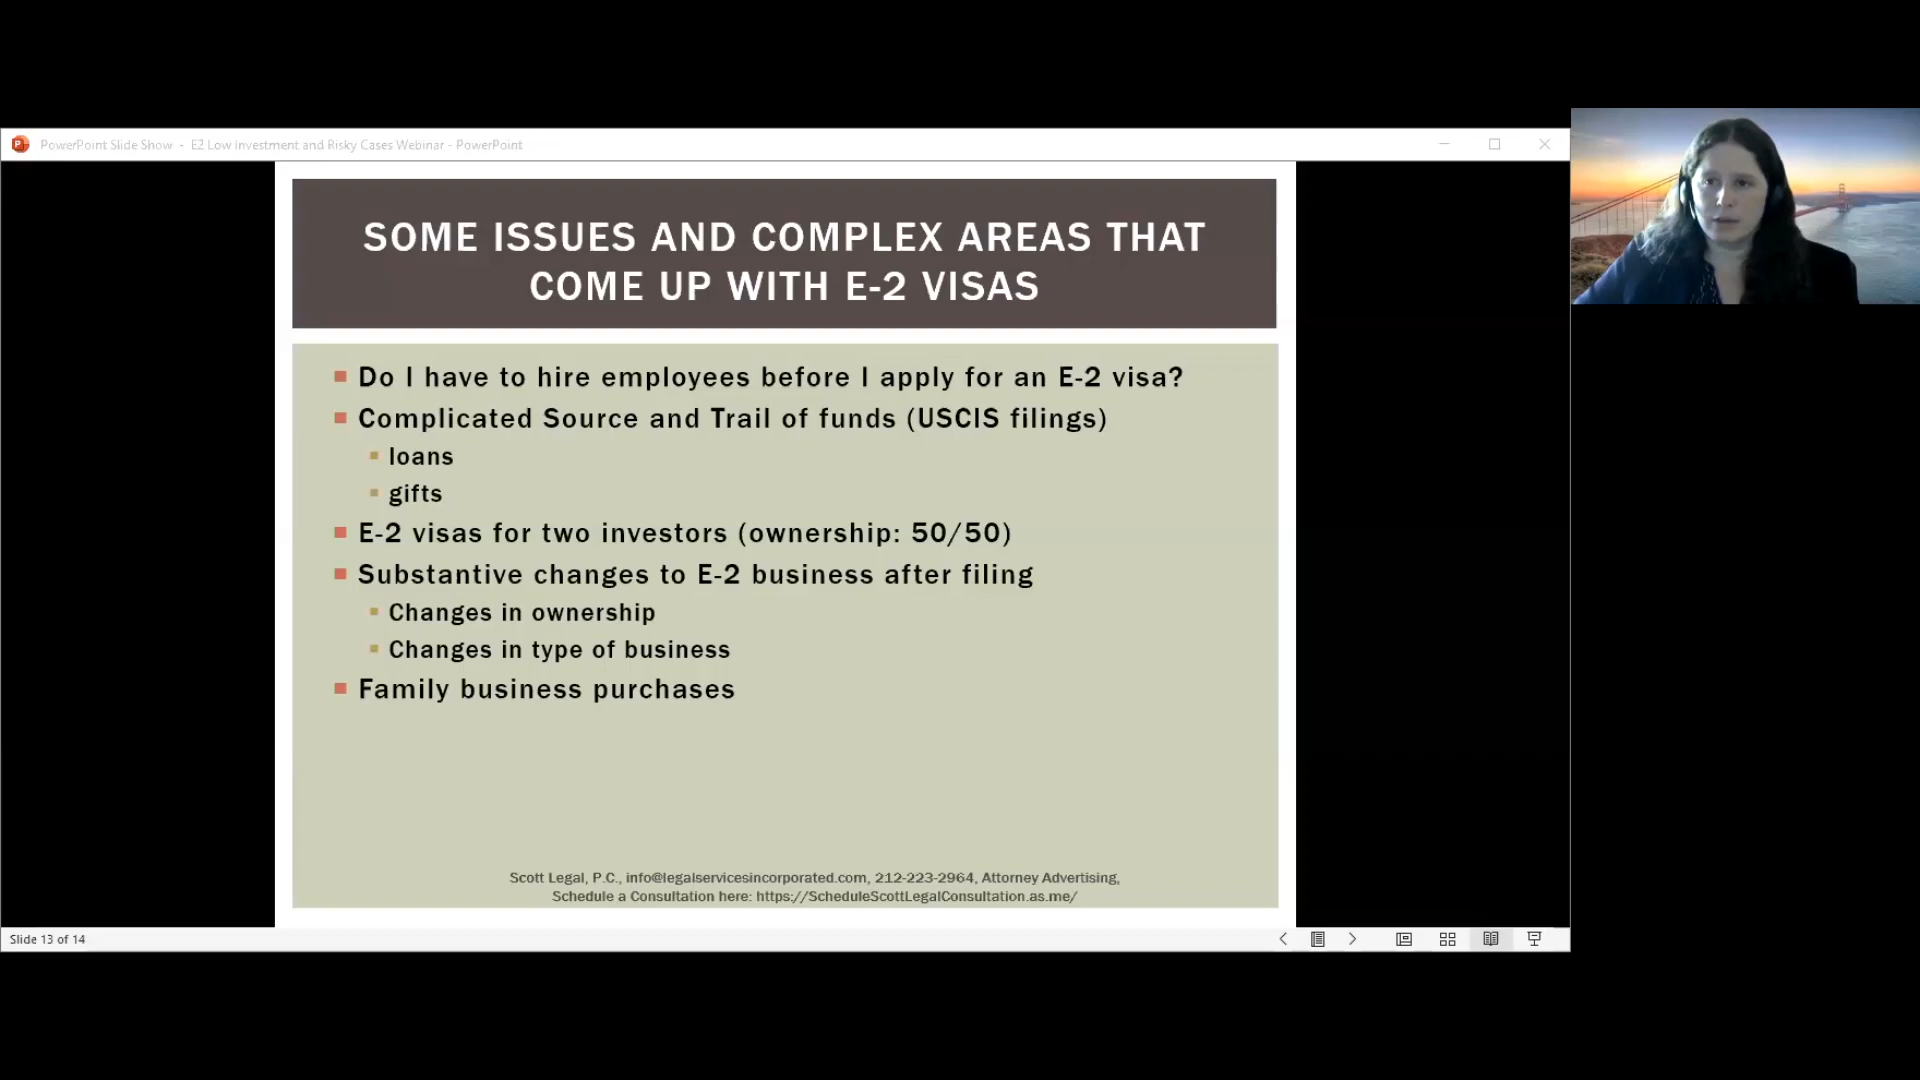 PowerPoint Slide Show - E2 Low investment and Risky Cases Webinar - PowerPoint
SOME ISSUES AND COMPLEX AREAS THAT
COME UP WITH E-2 VISAS
Do I have to hire employees before I apply for an E-2 visa?
Complicated Source and Trail of funds (USCIS filings)
loans
gifts
E-2 visas for two investors (ownership: 50/50)
Substantive changes to E-2 business after filing
Changes in ownership
Changes in type of business
Family business purchases
Scott Legal, P.C., info@legalservicesincorporated.com, 212-223-2964, Attorney Advertising,
Schedule a Consultation here: https://ScheduleScottLegalConsultation.as.me/
Slide 13 of 14